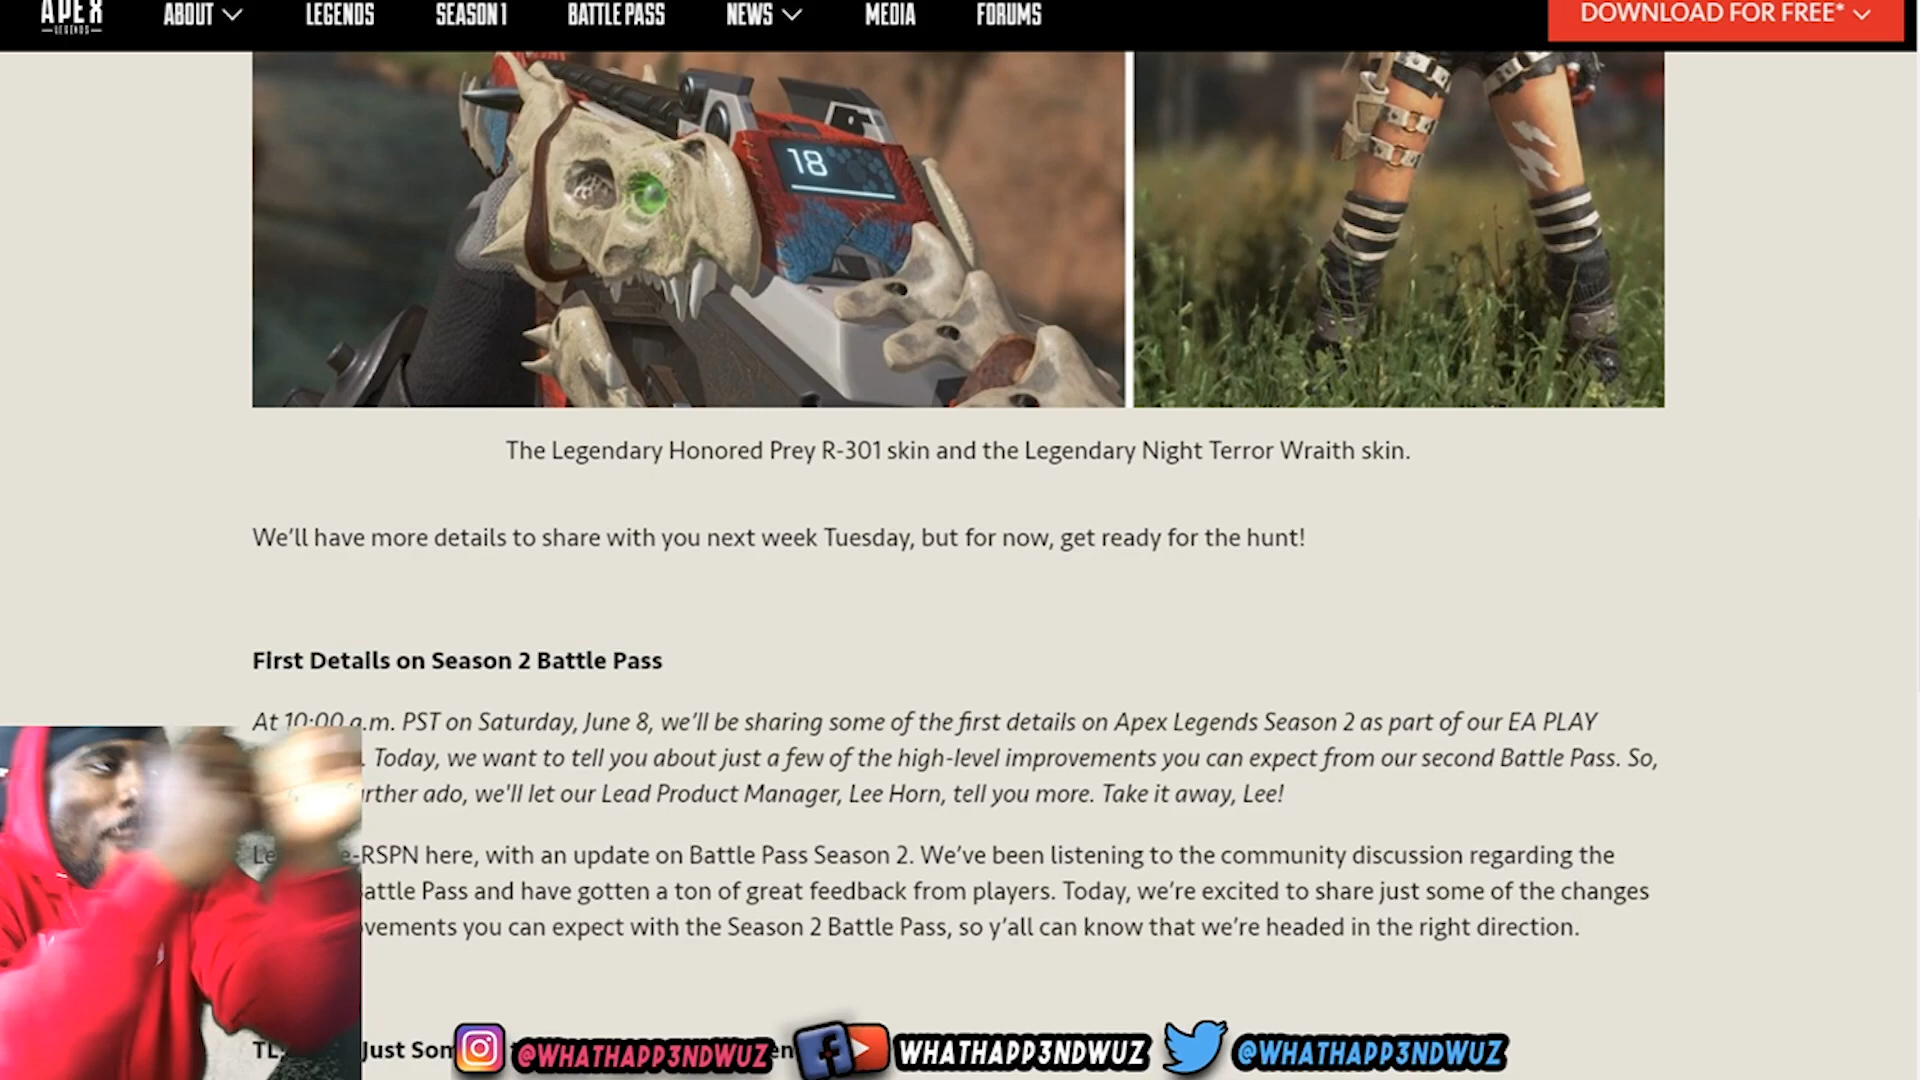 APEX
LEGENDS
ABOUT LEGENDS SEASON 1 BATTLE PASS NEWS MEDIA FORUMS DOWNLOAD FOR FREE*
18
The Legendary Honored Prey R-301 skin and the Legendary Night Terror Wraith skin.
We'll have more details to share with you next week Tuesday, but for now, get ready for the hunt!
First Details on Season 2 Battle Pass
At 10:00 a.m. PST on Saturday, June 8, we'll be sharing some of the first details on Apex Legends Season 2 as part of our EA PLAY
. Today, we want to tell you about just a few of the high-level improvements you can expect from our second Battle Pass. So,
rther ado, we'll let our Lead Product Manager, Lee Horn, tell you more. Take it away, Lee!
Le e-RSPN here, with an update on Battle Pass Season 2. We've been listening to the community discussion regarding the
attle Pass and have gotten a ton of great feedback from players. Today, we're excited to share just some of the changes
vements you can expect with the Season 2 Battle Pass, so y'all can know that we're headed in the right direction.
TL Just Som en
@WHATHAPP3NDWUZ WHATHAPP3NDWUZ @WHATHAPP3NDWUZ